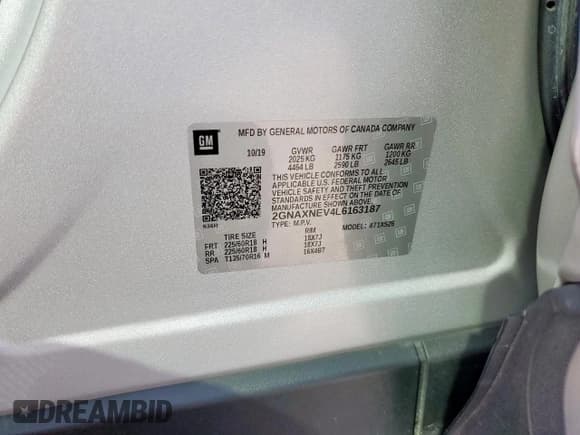 GM
MFD BY GENERAL MOTORS OF CANADA COMPANY
10/19 GVWR GAWR FRT GAWR RR
2025 KG 1175 KG 1200 KG
4464 LB 2590 LB 2645 LB
THIS VEHICLE CONFORMS TO ALL
APPLICABLE U.S. FEDERAL MOTOR
VEHICLE SAFETY AND THEFT
PREVENTION STANDARDS IN
EFFECT ON THE DATE OF
MANUFACTURE SHOWN ABOVE.
2GNAXNEV4L6163187
TYPE: M.P.V. MODEL: 471X526
TIRE SIZE RIM
FRT 225/60R18 H 18X7J
RR 225/60R18 H 18X7J
SPA T135/70R16 M 16X4BT
DREAMBID